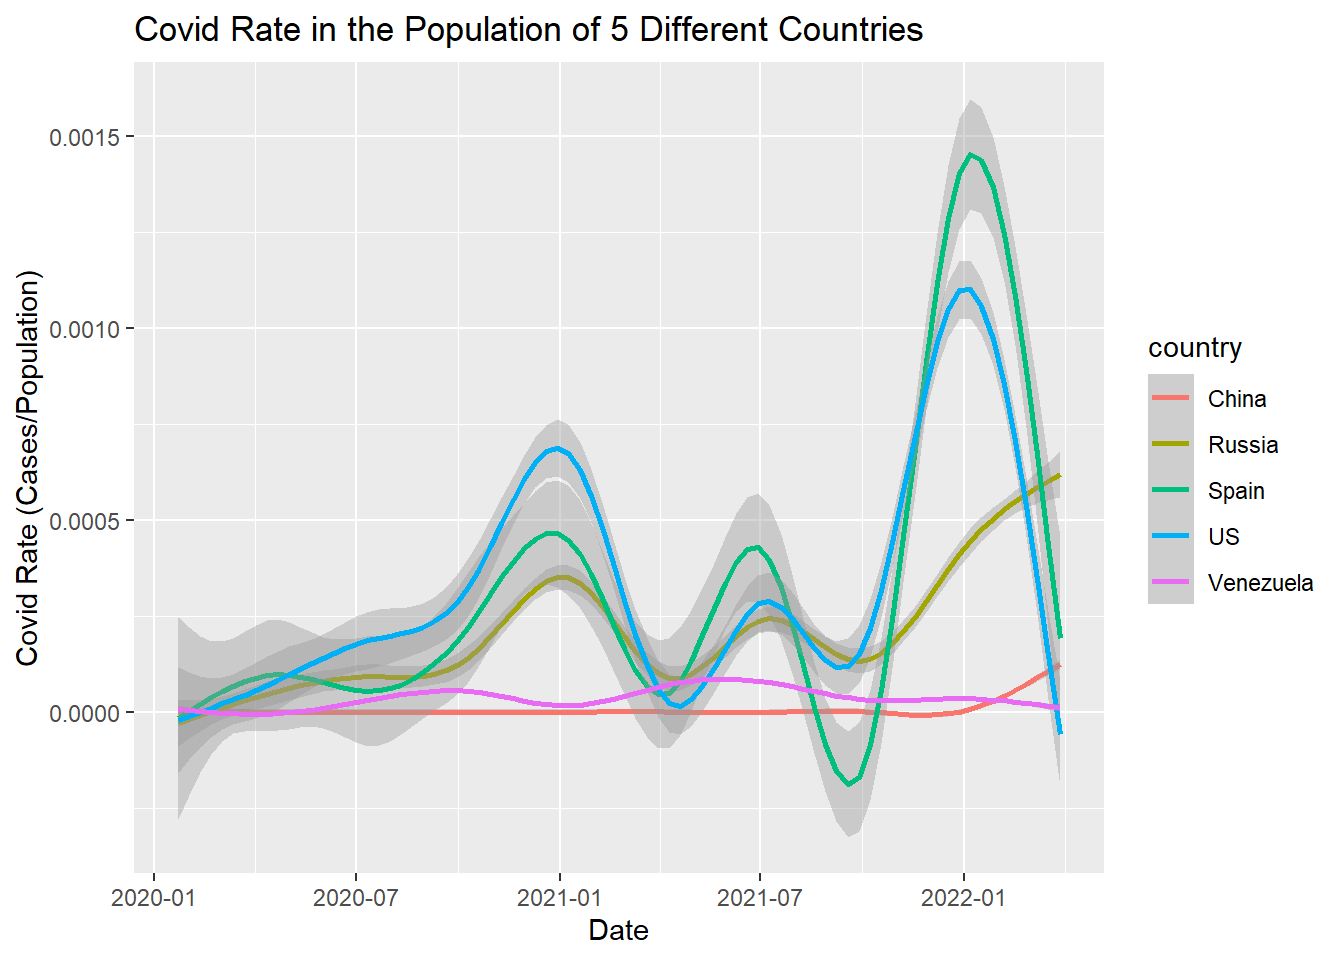 Covid Rate in the Population of 5 Different Countries
Covid Rate (Cases/Population)
0.0015
0.0010
0.0005
0.0000
2020-01
2020-07
2021-01
2021-07
2022-01
Date
country
China
Russia
Spain
US
Venezuela